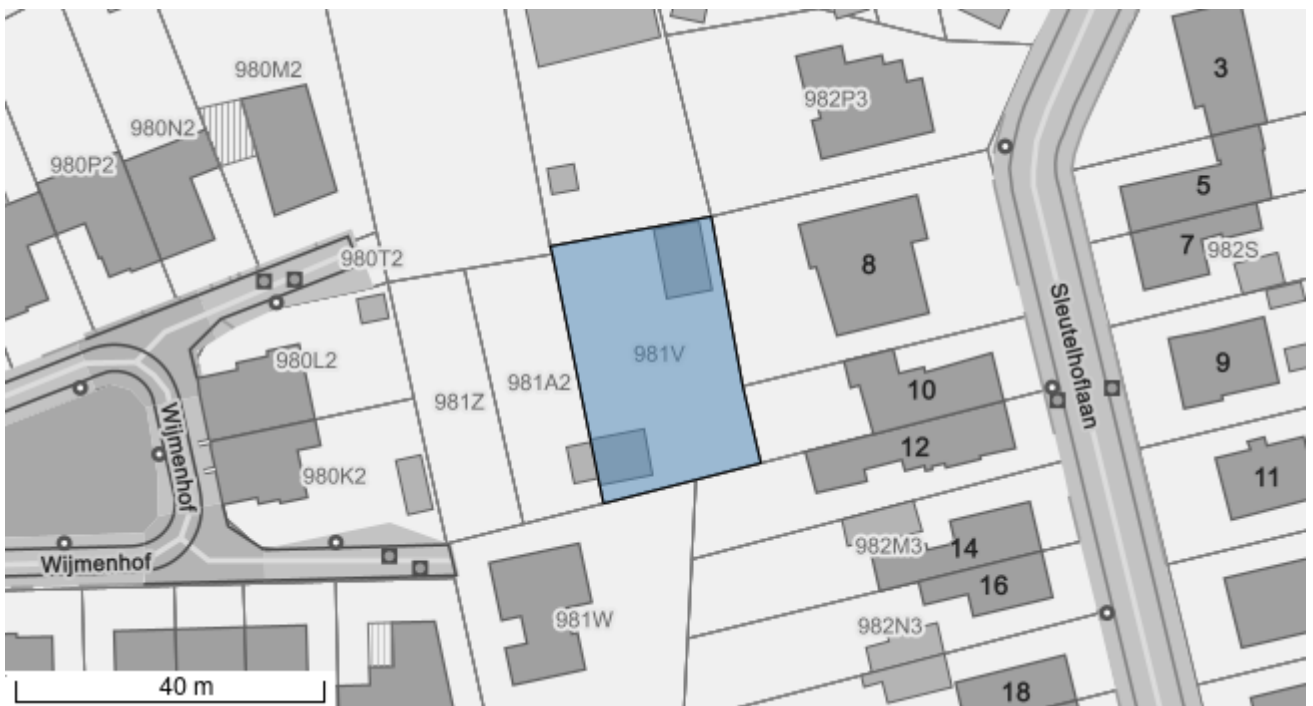 980M2
3
982P3
980N2
980P2
5
7
982S
980T2
8
Sleutelhoflaan
981V
980L2
9
981A2
981Z
10
Wijmenhof
12
980K2
11
982M3
14
Wijmenhof
16
981W
982N3
40 m
18